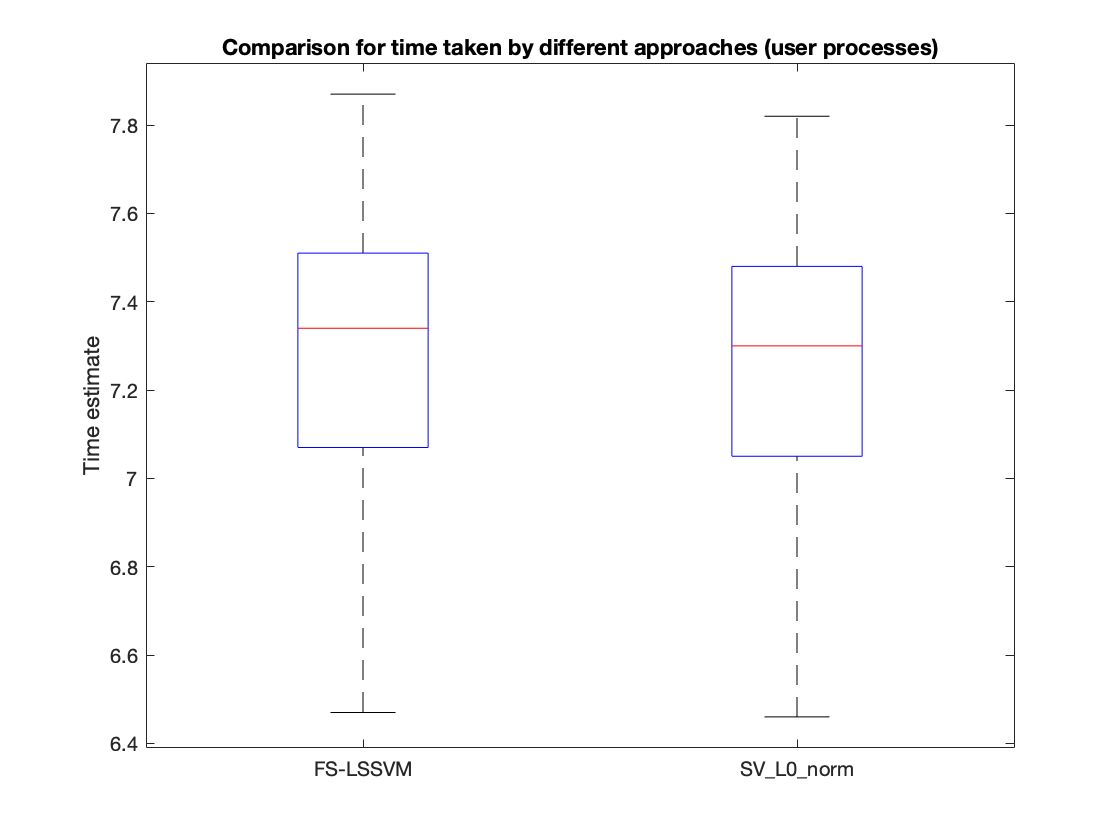 Comparison for time taken by different approaches (user processes)
7.8
7.6
7.4
7.2
7
6.8
6.6
6.4
Time estimate
FS-LSSVM
SV_L0_norm